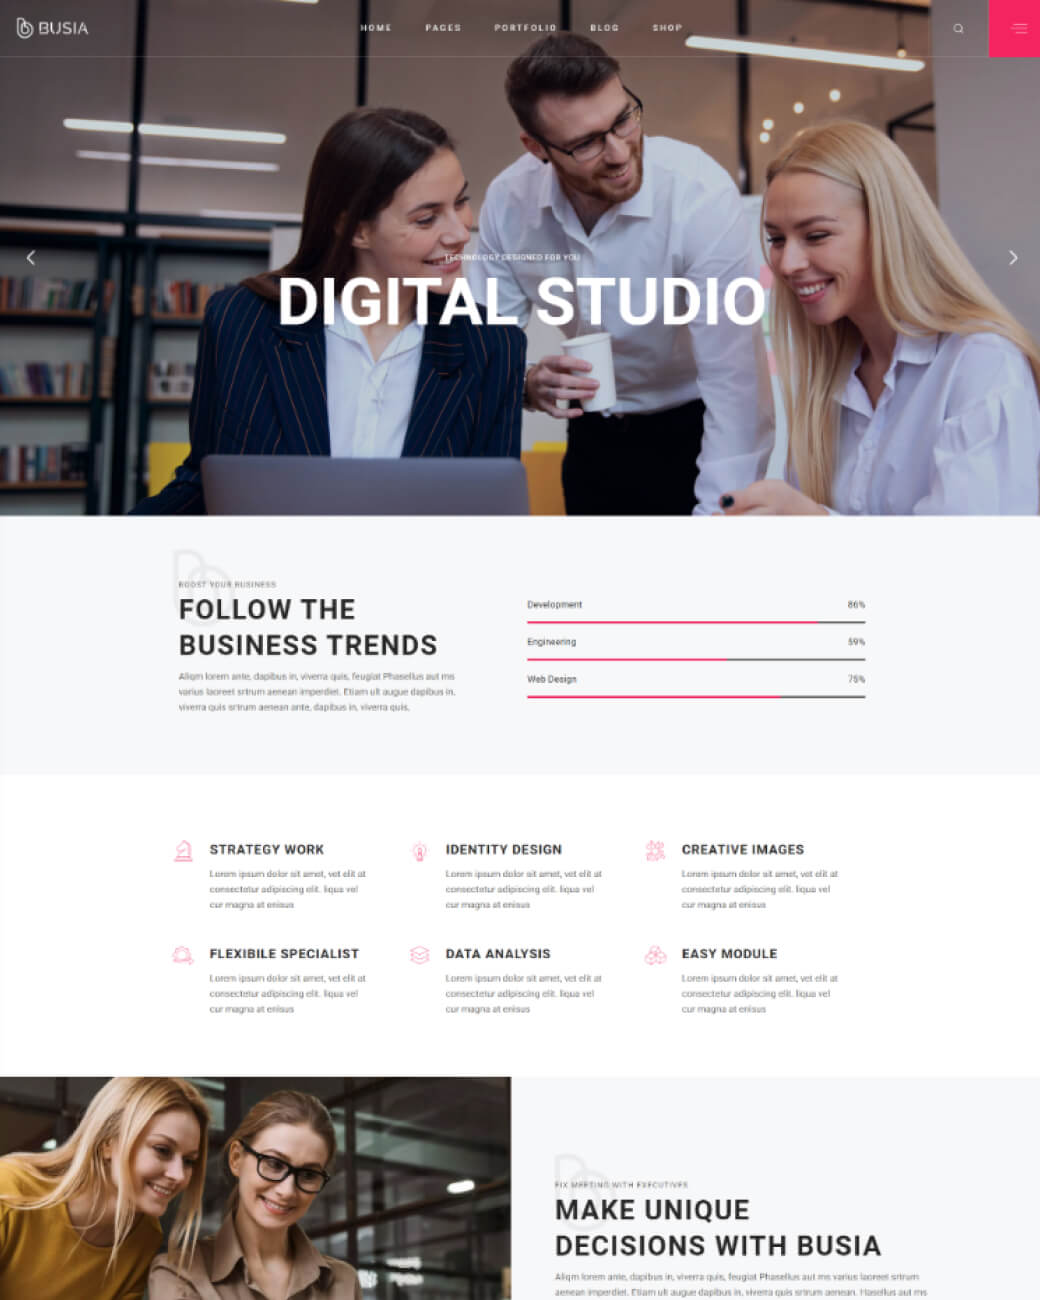 BUSIA
HOME PAGES PORTFOLIO BLOG SHOP
TECHNOLOGY DESIGNED FOR YOU
DIGITAL STUDIO
BOOST YOUR BUSINESS
FOLLOW THE
BUSINESS TRENDS
Aliqm lorem ante, dapibus in, viverra quis, feugiat Phasellus aut ms
varius laoreet srtrum aenean imperdiet. Etiam ult augue dapibus in,
viverra quis srtrum aenean ante, dapibus in, viverra quis,
Development 86%
Engineering 59%
Web Design 75%
STRATEGY WORK
Lorem ipsum dolor sit amet, vet elit at
consectetur adipiscing elit. liqua vel
cur magna at enisus
IDENTITY DESIGN
Lorem ipsum dolor sit amet, vet elit at
consectetur adipiscing elit. liqua vel
cur magna at enisus
CREATIVE IMAGES
Lorem ipsum dolor sit amet, vet elit at
consectetur adipiscing elit. liqua vel
cur magna at enisus
FLEXIBILE SPECIALIST
Lorem ipsum dolor sit amet, vet elit at
consectetur adipiscing elit. liqua vel
cur magna at enisus
DATA ANALYSIS
Lorem ipsum dolor sit amet, vet elit at
consectetur adipiscing elit. liqua vel
cur magna at enisus
EASY MODULE
Lorem ipsum dolor sit amet, vet elit at
consectetur adipiscing elit. liqua vel
cur magna at enisus
FIX MEETING WITH EXECUTIVES
MAKE UNIQUE
DECISIONS WITH BUSIA
Aliqm lorem ante, dapibus in, viverra quis, feugiat Phasellus aut ms varius laoreet srtrum
aenean imperdiet. Etiam ult augue dapibus in, viverra quis srtrum aenean. Hasellus aut ms